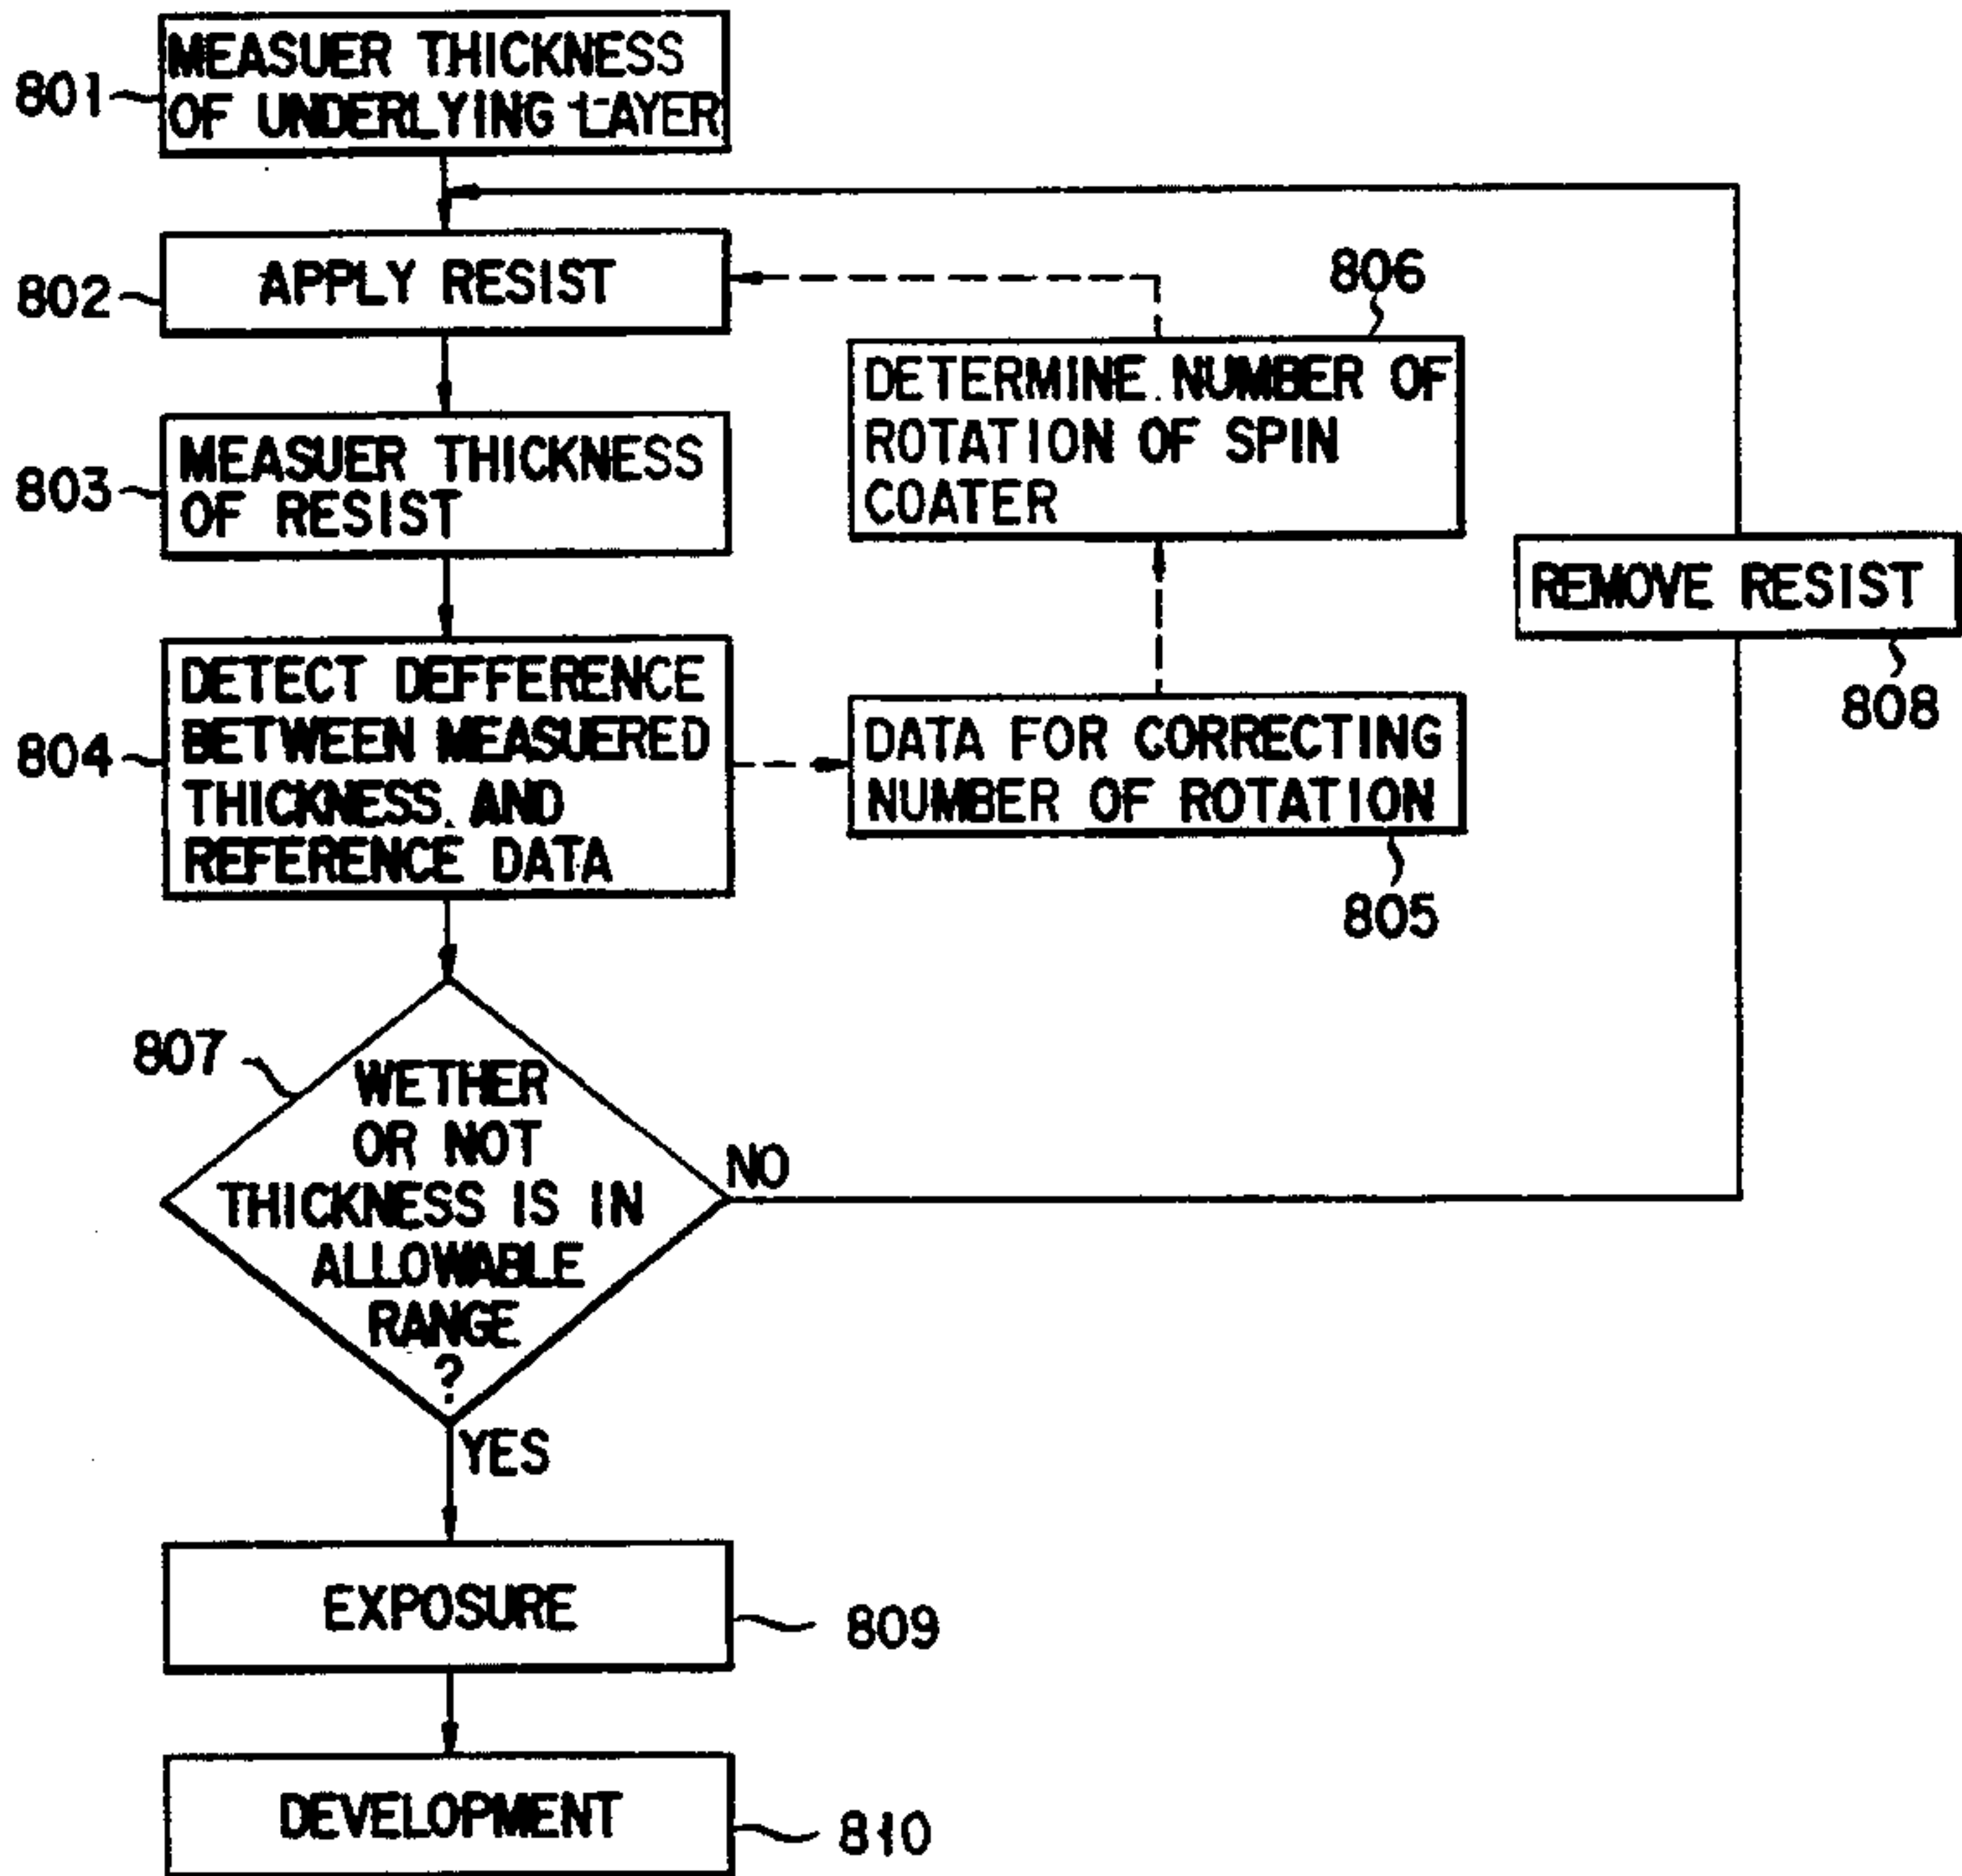 801
MEASUER THICKNESS
OF UNDERLYING LAYER
802
APPLY RESIST
803
MEASUER THICKNESS
OF RESIST
804
DETECT DEFFERENCE
BETWEEN MEASUERED
THICKNESS AND
REFERENCE DATA
DATA FOR CORRECTING
NUMBER OF ROTATION
805
806
DETERMINE NUMBER OF
ROTATION OF SPIN
COATER
REMOVE RESIST
808
807
WETHER
OR NOT
THICKNESS IS IN
ALLOWABLE
RANGE
?
NO
YES
EXPOSURE
809
DEVELOPMENT
810